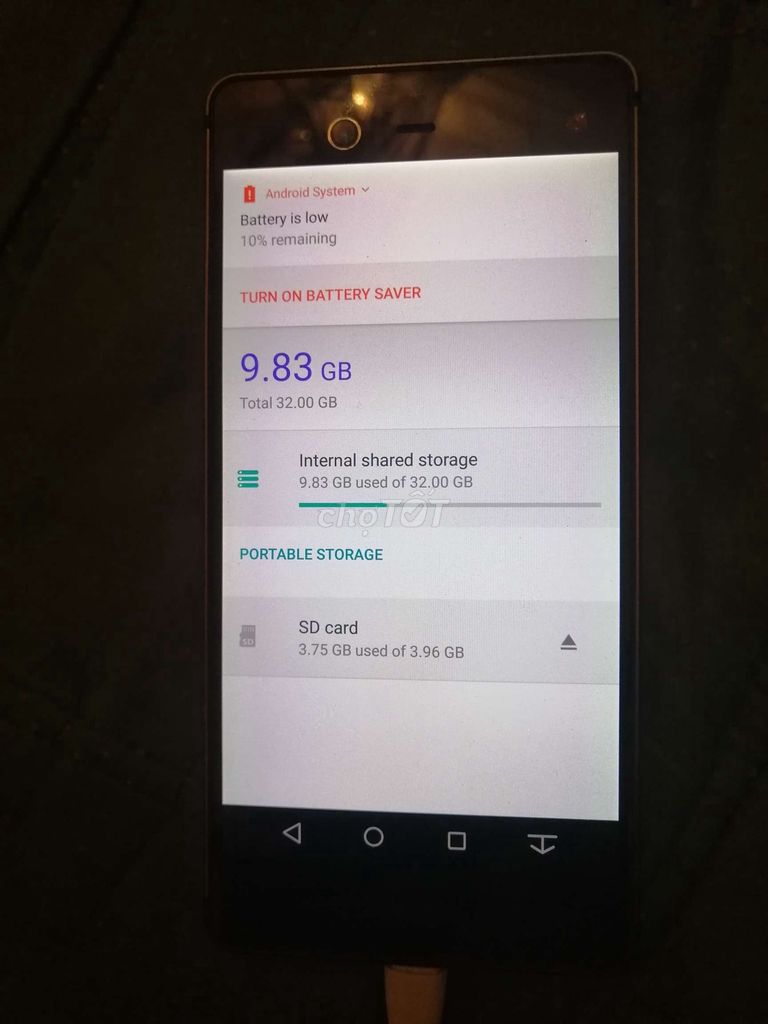 Android System
Battery is low
10% remaining
TURN ON BATTERY SAVER
9.83 GB
Total 32.00 GB
Internal shared storage
9.83 GB used of 32.00 GB
chợTỐT
PORTABLE STORAGE
SD
SD card
3.75 GB used of 3.96 GB